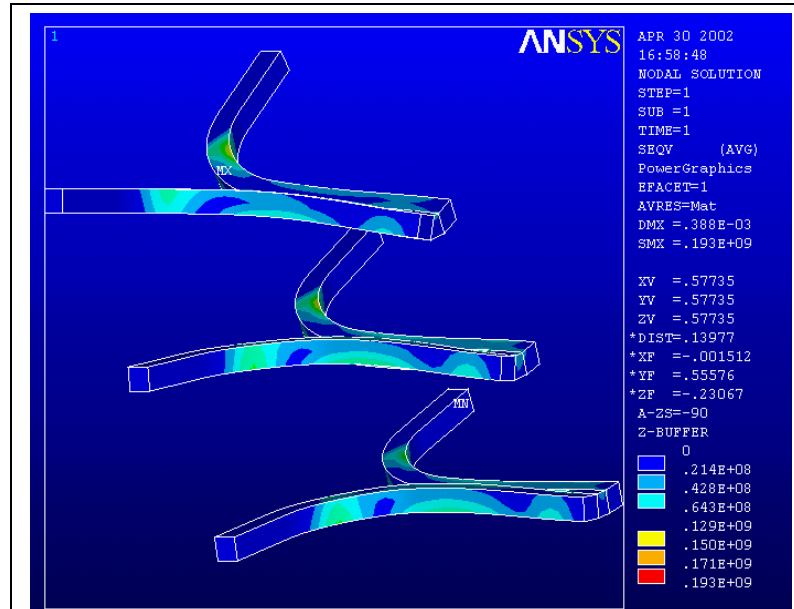 1
ANSYS
APR 30 2002
16:58:48
NODAL SOLUTION
STEP=1
SUB =1
TIME=1
SEQV (AVG)
PowerGraphics
EFACET=1
AVRES=Mat
DMX =.388E-03
SMX =.193E+09
XV =.57735
YV =.57735
ZV =.57735
*DIST=.13977
*XF =-.001512
*YF =.55576
*ZF =-.23067
A-ZS=-90
Z-BUFFER
0
.214E+08
.428E+08
.643E+08
.129E+09
.150E+09
.171E+09
.193E+09
MX
MN